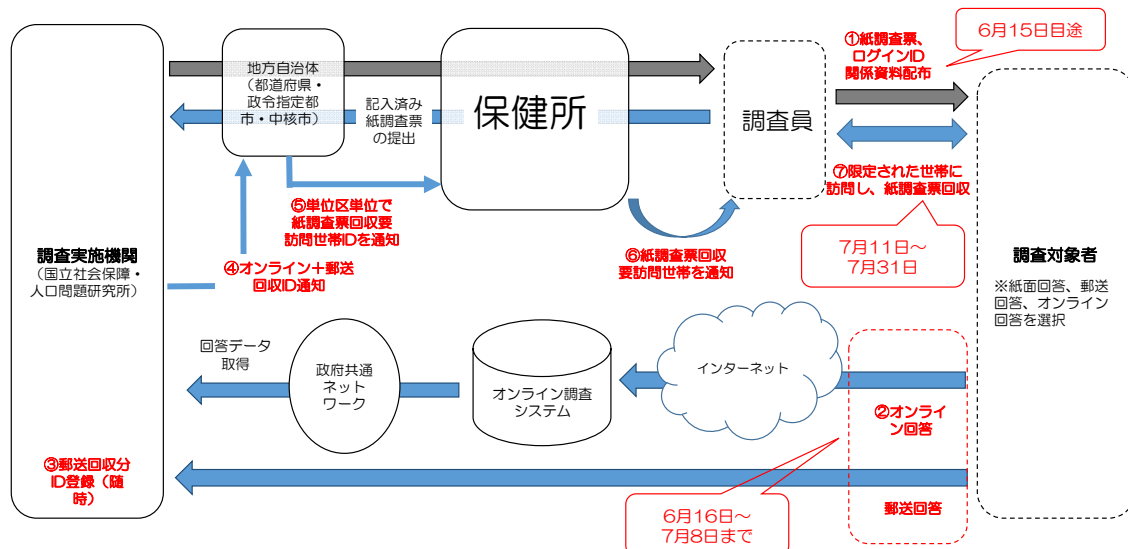 6月15日目途
①紙調査票、
ログインID
関係資料配布
地方自治体
（都道府県・
政令指定都
市・中核市）
記入済み
紙調査票
の提出
保健所
調査員
⑦限定された世帯に
訪問し、紙調査票回収
⑤単位区単位で
紙調査票回収要
訪問世帯IDを通知
④オンライン＋郵送
回収ID通知
⑥紙調査票回収
要訪問世帯を通知
7月11日～
7月31日
調査実施機関
（国立社会保障・
人口問題研究所）
調査対象者
※紙面回答、郵送
回答、オンライン
回答を選択
回答データ
取得
政府共通
ネット
ワーク
オンライン調査
システム
インターネット
②オンライ
ン回答
③郵送回収分
ID登録（随
時）
郵送回答
6月16日～
7月8日まで